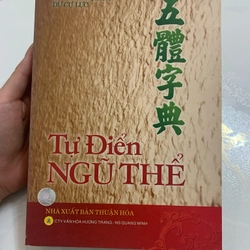 五體字典
Tự Điển
NGŨ THỂ
NHÀ XUẤT BẢN THUẬN HÓA
CTY VĂN HÓA HƯƠNG TRANG - NS QUANG MINH